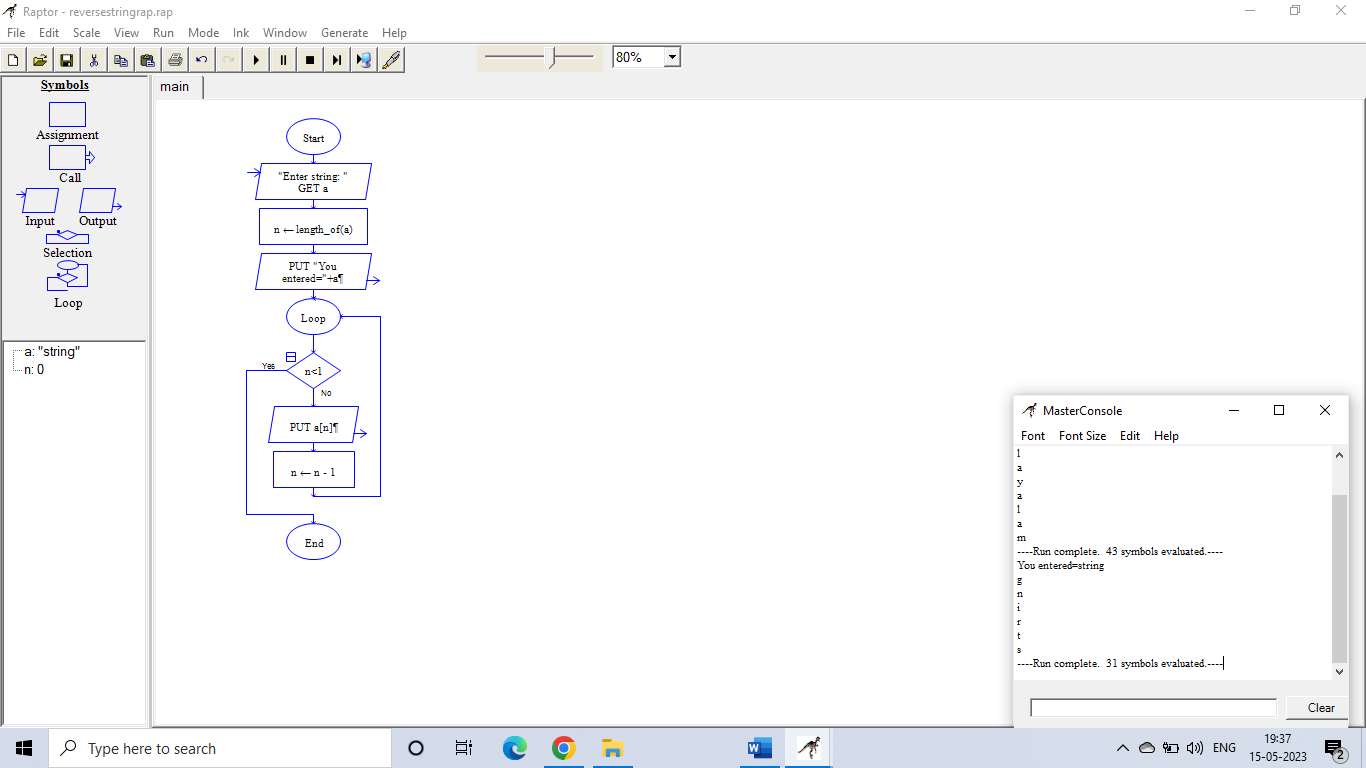 Raptor - reversestringrap.rap
File Edit Scale View Run Mode Ink Window Generate Help
80%
Symbols
Assignment
Call
Input Output
Selection
Loop
a: "string"
n: 0
main
Start
"Enter string: "
GET a
n ← length_of(a)
PUT "You
entered="+a¶
Loop
Yes
n<1
No
PUT a[n]¶
n ← n - 1
End
MasterConsole
Font Font Size Edit Help
l
a
y
a
l
a
m
----Run complete. 43 symbols evaluated.----
You entered=string
g
n
i
r
t
s
----Run complete. 31 symbols evaluated.----
Clear
Type here to search
W
ENG
19:37
15-05-2023
2